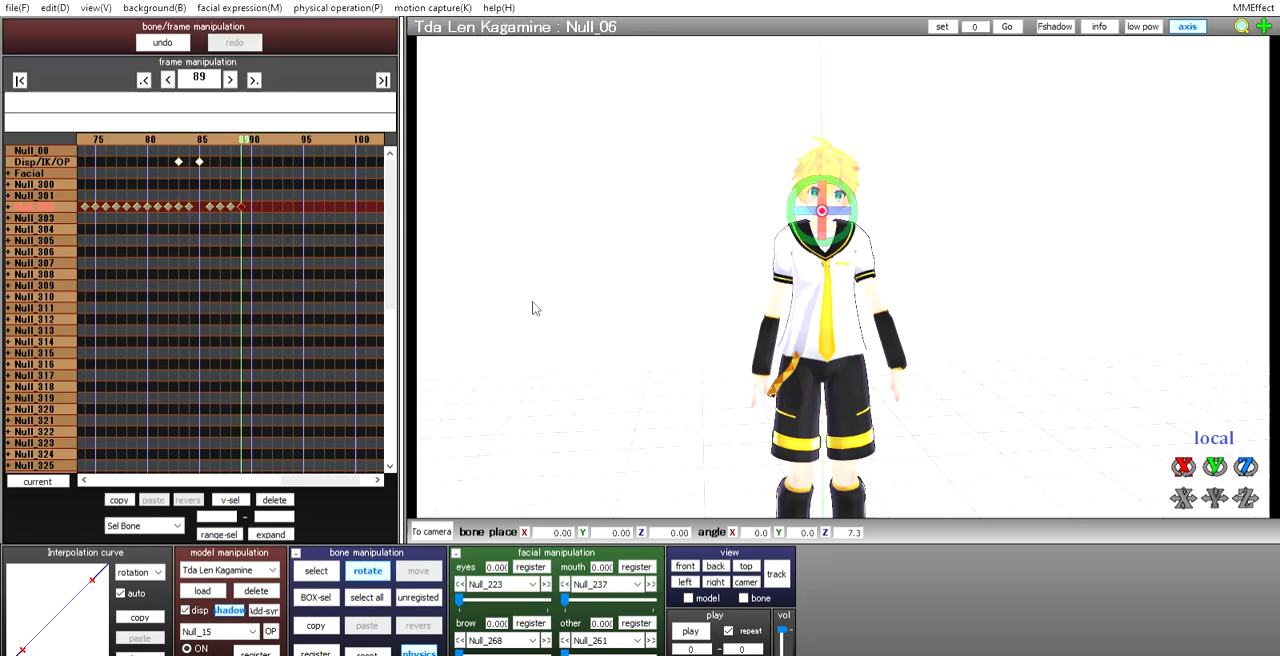 file(F) edit(D) view(V) background(B) facial expression(M) physical operation(P) motion capture(K) help(H) MMEffect
bone/frame manipulation
undo redo
frame manipulation
|< .< < 89 > >. >|
75 80 85 89 90 95 100
Null_00
Disp/IK/OP
+ Facial
+ Null_300
+ Null_301
+ Null_303
+ Null_304
+ Null_305
+ Null_306
+ Null_307
+ Null_308
+ Null_309
+ Null_310
+ Null_311
+ Null_312
+ Null_313
+ Null_314
+ Null_315
+ Null_316
+ Null_317
+ Null_318
+ Null_319
+ Null_320
+ Null_321
+ Null_322
+ Null_323
+ Null_324
+ Null_325
current
copy paste revers v-sel delete
Sel Bone -
range-sel expand
Tda Len Kagamine : Null_06
set 0 Go Fshadow info low pow axis
local
X Y Z
X Y Z
To camera bone place X 0.00 Y 0.00 Z 0.00 angle X 0.0 Y 0.0 Z 7.3
Interpolation curve
rotation
auto
copy
paste
model manipulation
Tda Len Kagamine
load delete
disp shadow Add-syn
Null_15 OP
ON register
- bone manipulation
select rotate move
BOX-sel select all unregisted
copy paste revers
register reset physics
- facial manipulation
eyes 0.00 register mouth 0.00 register
<< Null_223 >> << Null_237 >>
brow 0.00 register other 0.00 register
<< Null_268 >> << Null_261 >>
view
front back top
left right camer track
model bone
play
play repeat
0 - 0
vol